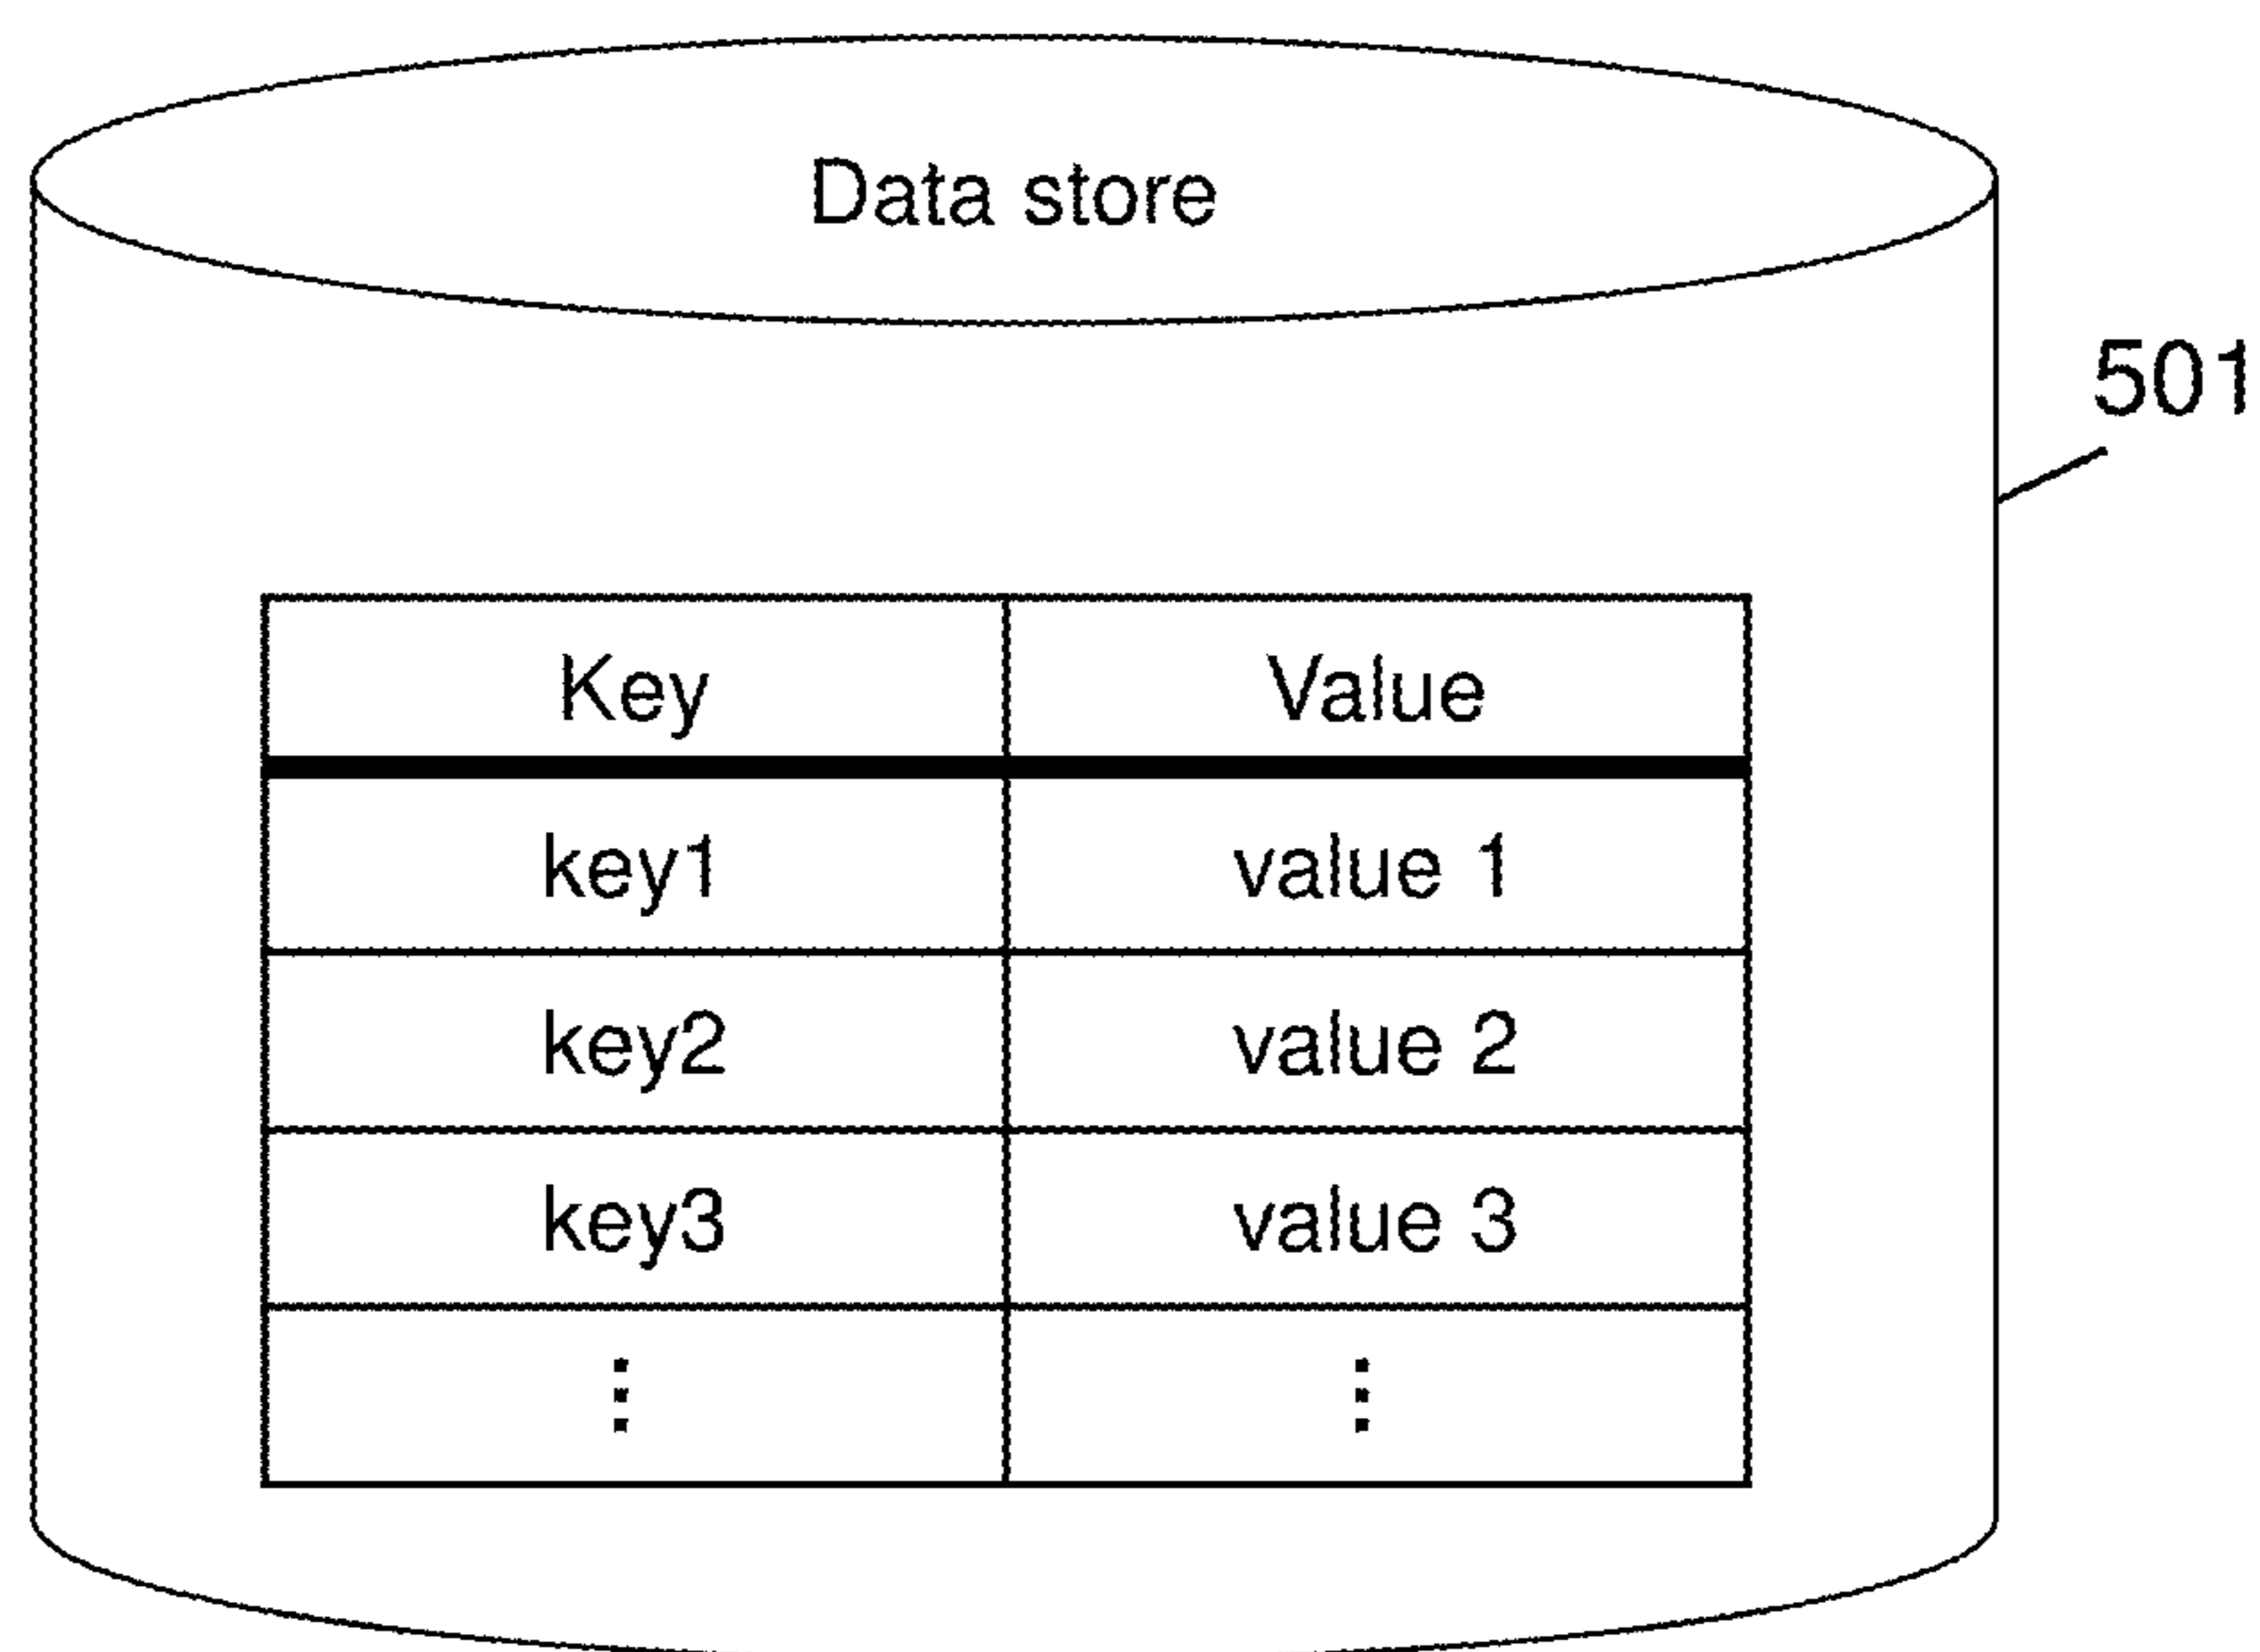 Data store
501
Key Value
key1 value 1
key2 value 2
key3 value 3
⋮ ⋮